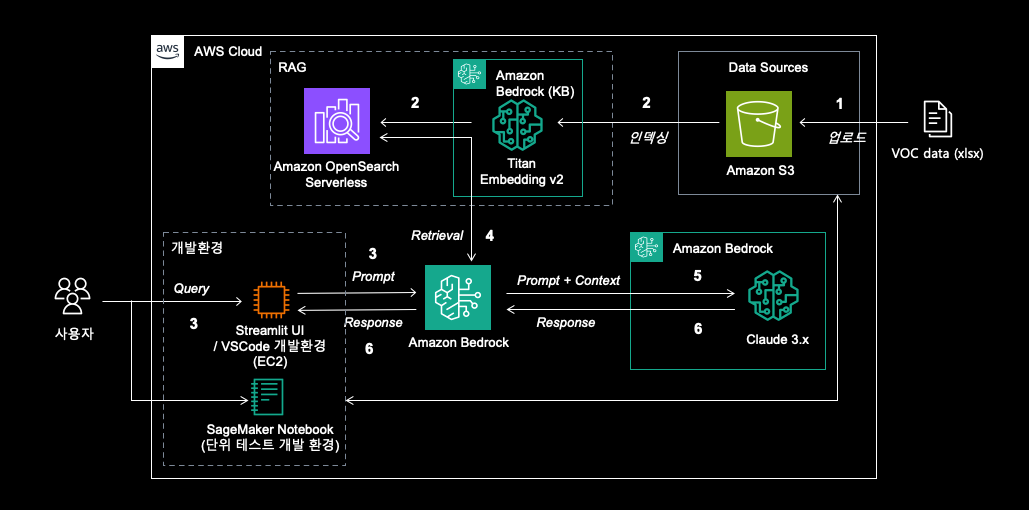 aws
AWS Cloud
RAG
Amazon
Bedrock (KB)
Data Sources
2
2
1
인덱싱
업로드
Amazon OpenSearch
Serverless
Titan
Embedding v2
Amazon S3
VOC data (xlsx)
개발환경
Retrieval
4
Amazon Bedrock
3
Query
Prompt
Prompt + Context
5
사용자
3
Streamlit UI
/ VSCode 개발환경
(EC2)
Response
6
Amazon Bedrock
Response
6
Claude 3.x
SageMaker Notebook
(단위 테스트 개발 환경)